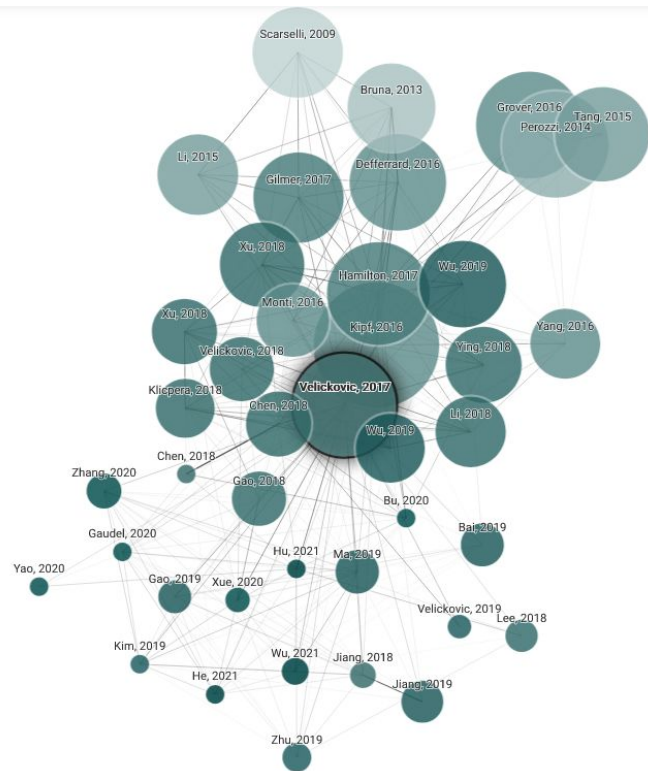 Scarselli, 2009
Bruna, 2013
Grover, 2016
Tang, 2015
Perozzi, 2014
Li, 2015
Defferrard, 2016
Gilmer, 2017
Xu, 2018
Hamilton, 2017
Wu, 2019
Monti, 2016
Xu, 2018
Kipf, 2016
Yang, 2016
Velickovic, 2018
Ying, 2018
Klicpera, 2018
Velickovic, 2017
Chen, 2018
Li, 2018
Wu, 2019
Chen, 2018
Zhang, 2020
Gao, 2018
Bu, 2020
Gaudel, 2020
Bai, 2019
Hu, 2021
Ma, 2019
Yao, 2020
Gao, 2019
Xue, 2020
Velickovic, 2019
Lee, 2018
Kim, 2019
Wu, 2021
Jiang, 2018
He, 2021
Jiang, 2019
Zhu, 2019